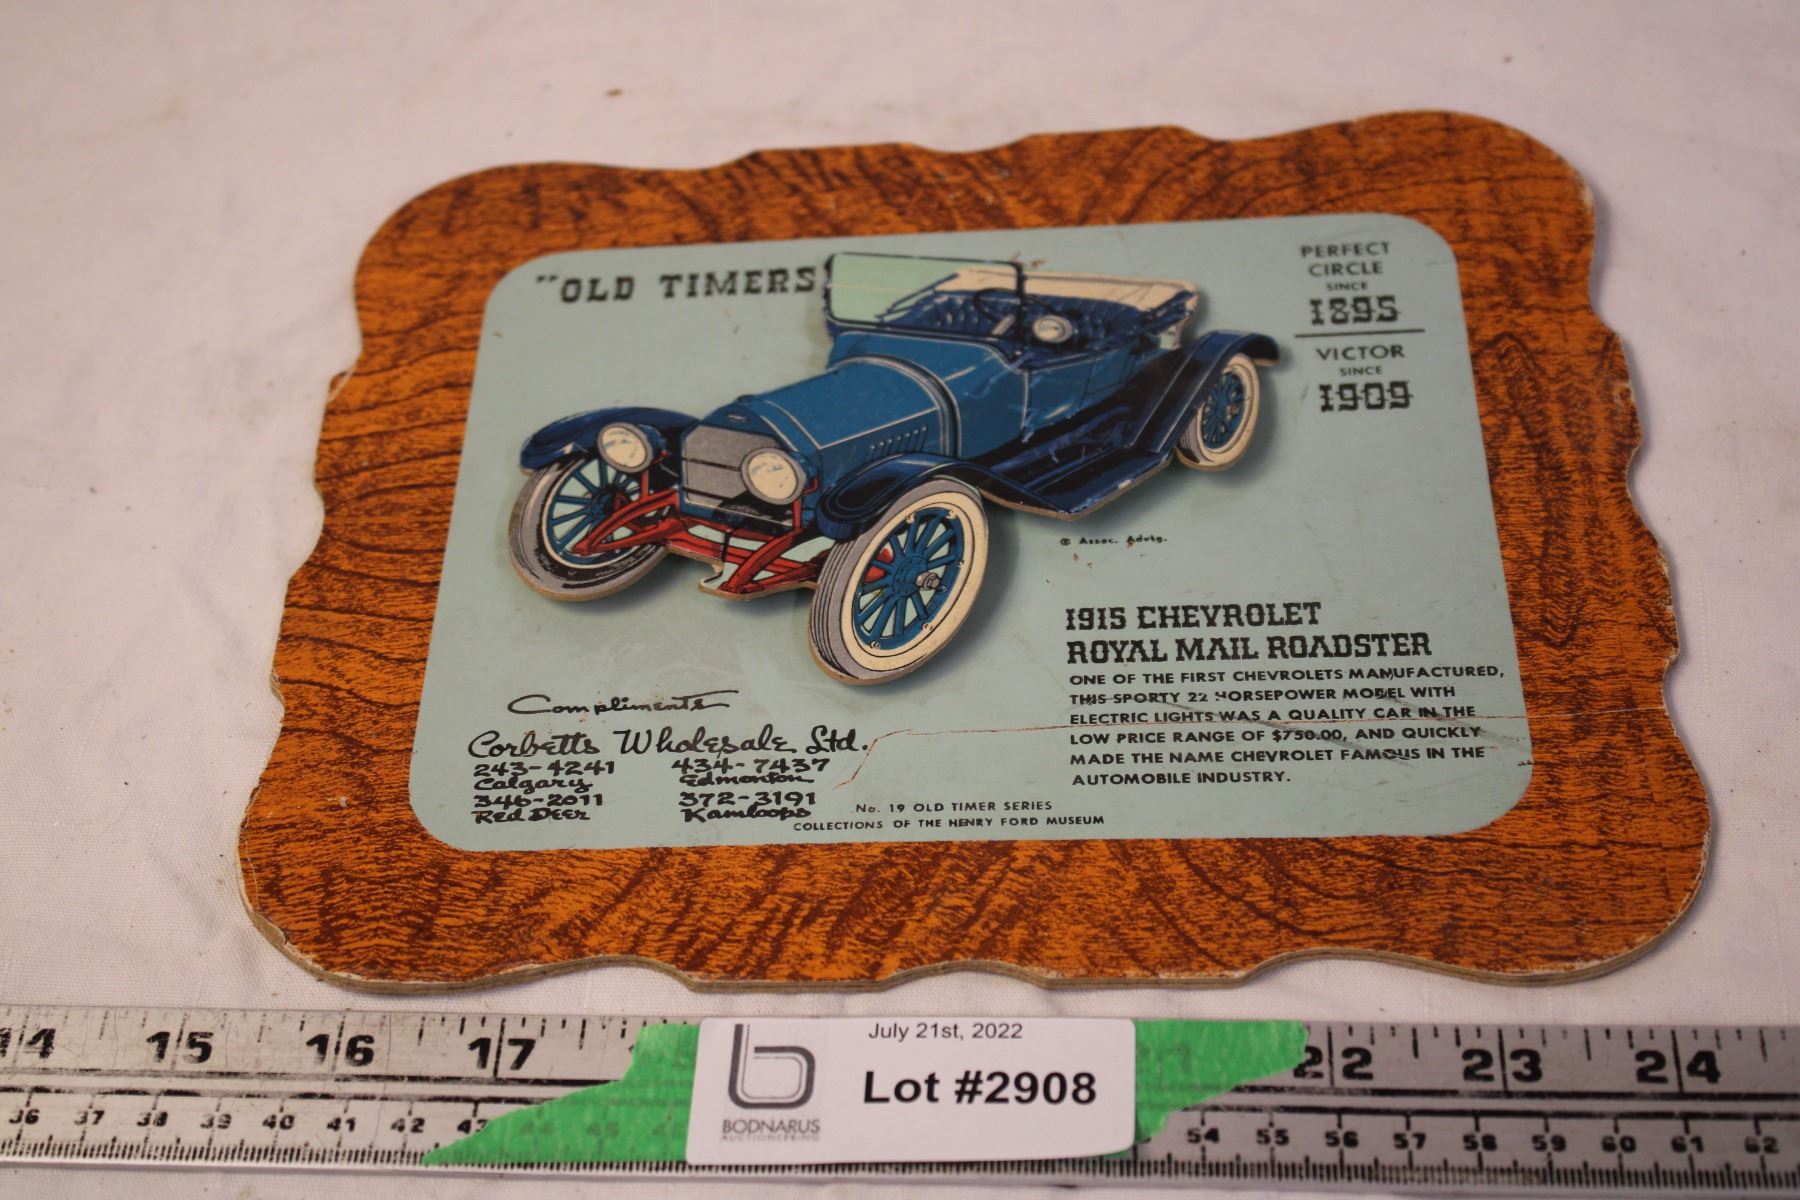 "OLD TIMERS
PERFECT
CIRCLE
SINCE
1895
VICTOR
SINCE
1909
© Assoc. Advtg.
1915 CHEVROLET
ROYAL MAIL ROADSTER
ONE OF THE FIRST CHEVROLETS MANUFACTURED,
THIS SPORTY 22 HORSEPOWER MODEL WITH
ELECTRIC LIGHTS WAS A QUALITY CAR IN THE
LOW PRICE RANGE OF $750.00, AND QUICKLY
MADE THE NAME CHEVROLET FAMOUS IN THE
AUTOMOBILE INDUSTRY.
Compliments
Corbetts Wholesale Ltd.
243-4241 434-7437
Calgary Edmonton
346-2011 372-3191
Red Deer Kamloops
No. 19 OLD TIMER SERIES
COLLECTIONS OF THE HENRY FORD MUSEUM
14 15 16 17 22 23 24
36 37 38 39 40 41 42 43 44 45 54 55 56 57 58 59 60 61 62
July 21st, 2022
Lot #2908
BODNARUS
AUCTIONEERING